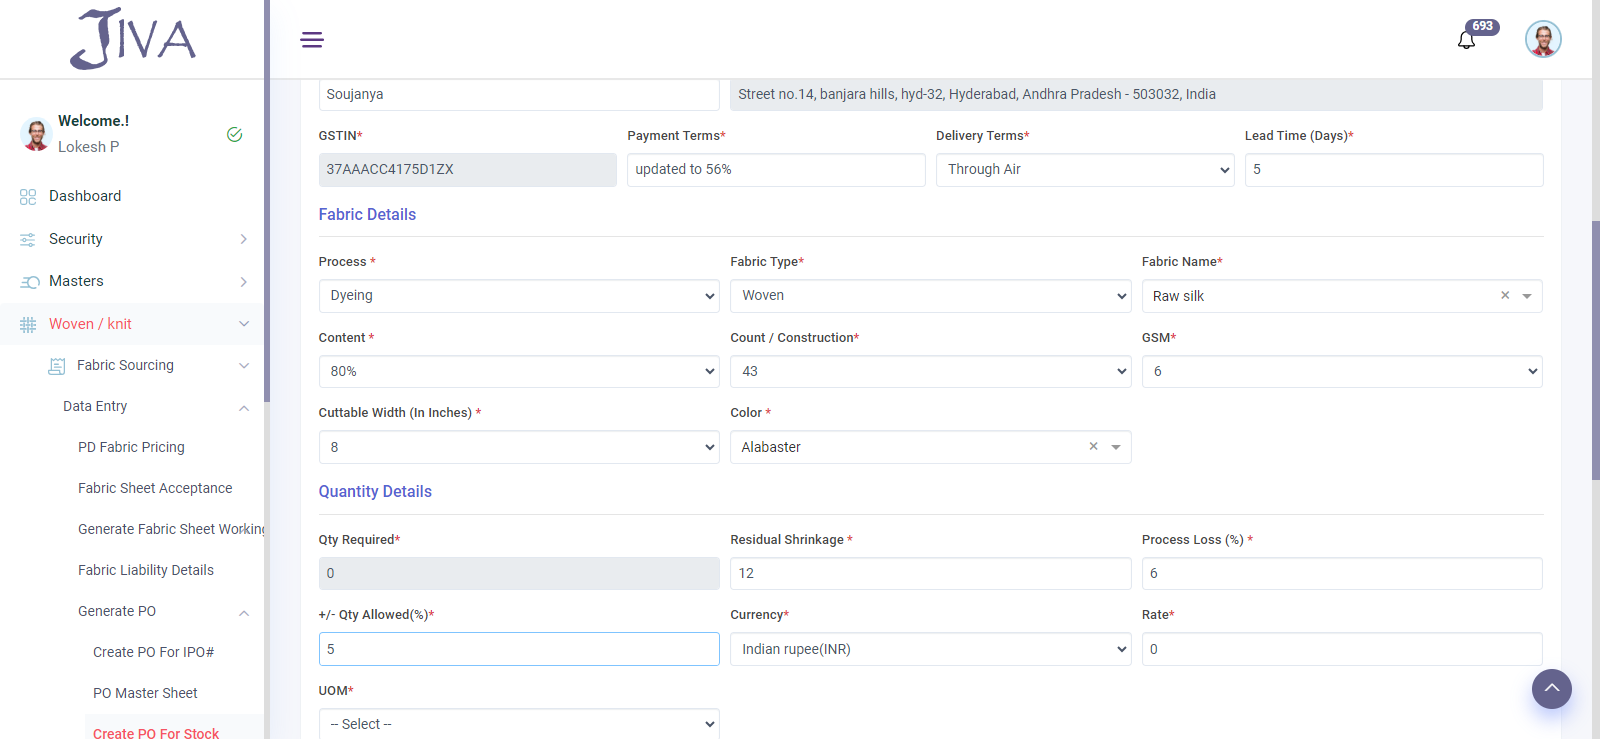 JIVA
693
Welcome.!
Lokesh P
Dashboard
Security
Masters
Woven / knit
Fabric Sourcing
Data Entry
PD Fabric Pricing
Fabric Sheet Acceptance
Generate Fabric Sheet Working
Fabric Liability Details
Generate PO
Create PO For IPO#
PO Master Sheet
Create PO For Stock
Soujanya
Street no.14, banjara hills, hyd-32, Hyderabad, Andhra Pradesh - 503032, India
GSTIN* Payment Terms* Delivery Terms* Lead Time (Days)*
37AAACC4175D1ZX updated to 56% Through Air 5
Fabric Details
Process * Fabric Type* Fabric Name*
Dyeing Woven Raw silk ×
Content * Count / Construction* GSM*
80% 43 6
Cuttable Width (In Inches) * Color *
8 Alabaster ×
Quantity Details
Qty Required* Residual Shrinkage * Process Loss (%) *
0 12 6
+/- Qty Allowed(%)* Currency* Rate*
5 Indian rupee(INR) 0
UOM*
-- Select --